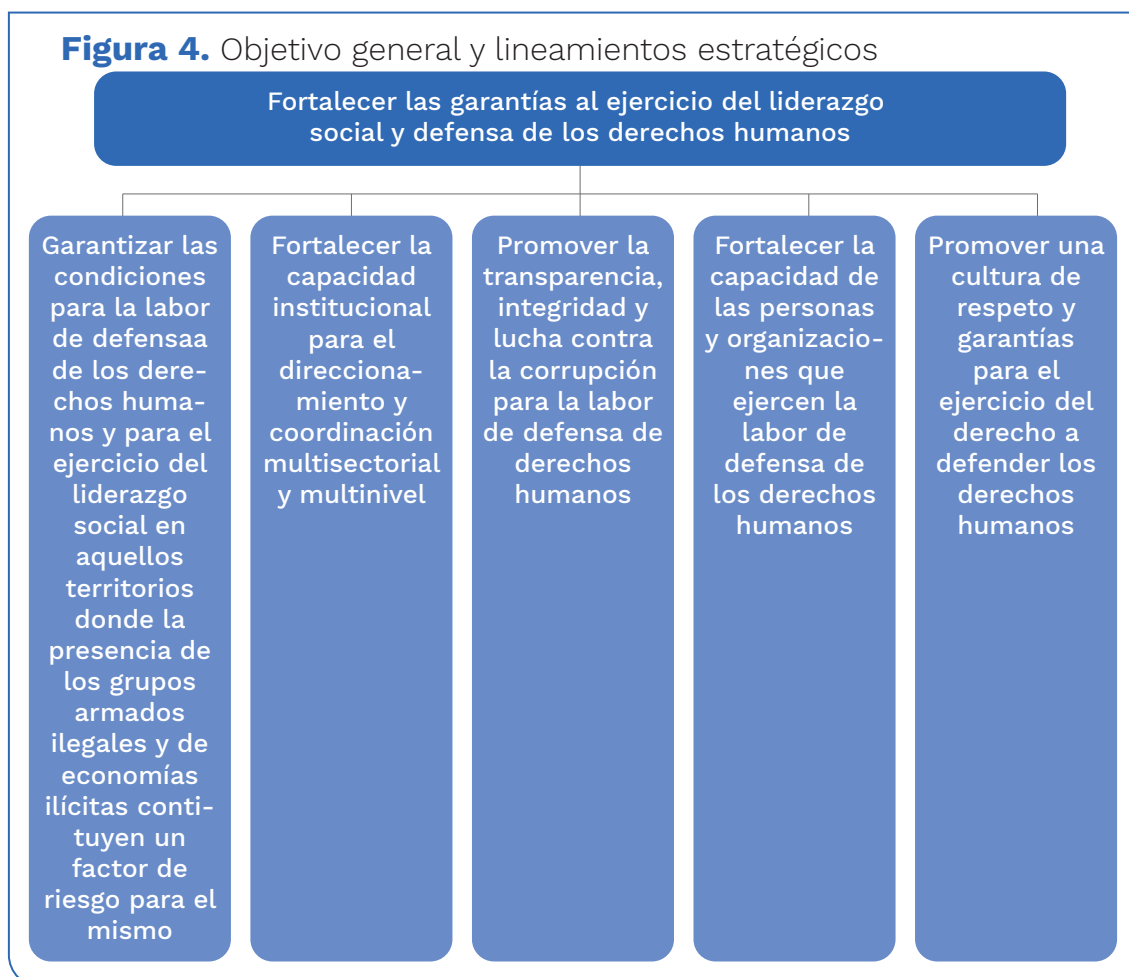 Figura 4. Objetivo general y lineamientos estratégicos
Fortalecer las garantías al ejercicio del liderazgo
social y defensa de los derechos humanos
Garantizar las
condiciones
para la labor
de defensaa
de los dere-
chos huma-
nos y para el
ejercicio del
liderazgo
social en
aquellos
territorios
donde la
presencia de
los grupos
armados
ilegales y de
economías
ilícitas conti-
tuyen un
factor de
riesgo para el
mismo
Fortalecer la
capacidad
institucional
para el
direcciona-
miento y
coordinación
multisectorial
y multinivel
Promover la
transparencia,
integridad y
lucha contra
la corrupción
para la labor
de defensa de
derechos
humanos
Fortalecer la
capacidad de
las personas
y organizacio-
nes que
ejercen la
labor de
defensa de
los derechos
humanos
Promover una
cultura de
respeto y
garantías
para el
ejercicio del
derecho a
defender los
derechos
humanos